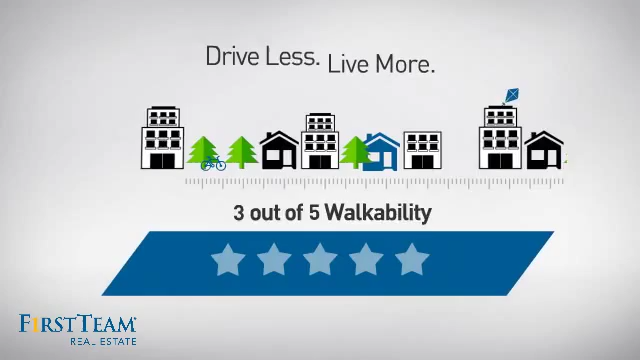 Drive Less. Live More.
3 out of 5 Walkability
FIRSTTEAM®
REAL ESTATE